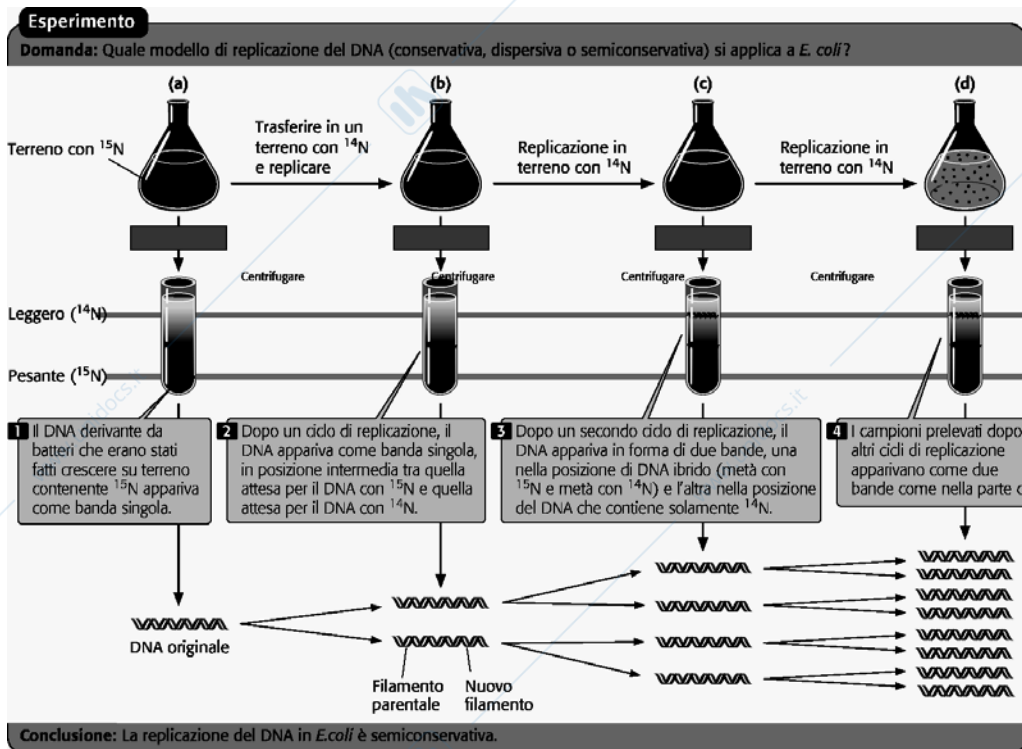 Esperimento
Domanda: Quale modello di replicazione del DNA (conservativa, dispersiva o semiconservativa) si applica a E. coli?
(a)
(b)
(c)
(d)
Terreno con ¹⁵N
Trasferire in un
terreno con ¹⁴N
e replicare
Replicazione in
terreno con ¹⁴N
Replicazione in
terreno con ¹⁴N
Centrifugare
Centrifugare
Centrifugare
Centrifugare
Leggero (¹⁴N)
Pesante (¹⁵N)
1 Il DNA derivante da
batteri che erano stati
fatti crescere su terreno
contenente ¹⁵N appariva
come banda singola.
2 Dopo un ciclo di replicazione, il
DNA appariva come banda singola,
in posizione intermedia tra quella
attesa per il DNA con ¹⁵N e quella
attesa per il DNA con ¹⁴N.
3 Dopo un secondo ciclo di replicazione, il
DNA appariva in forma di due bande, una
nella posizione di DNA ibrido (metà con
¹⁵N e metà con ¹⁴N) e l'altra nella posizione
del DNA che contiene solamente ¹⁴N.
4 I campioni prelevati dopo
altri cicli di replicazione
apparivano come due
bande come nella parte c
DNA originale
Filamento
parentale
Nuovo
filamento
Conclusione: La replicazione del DNA in E.coli è semiconservativa.